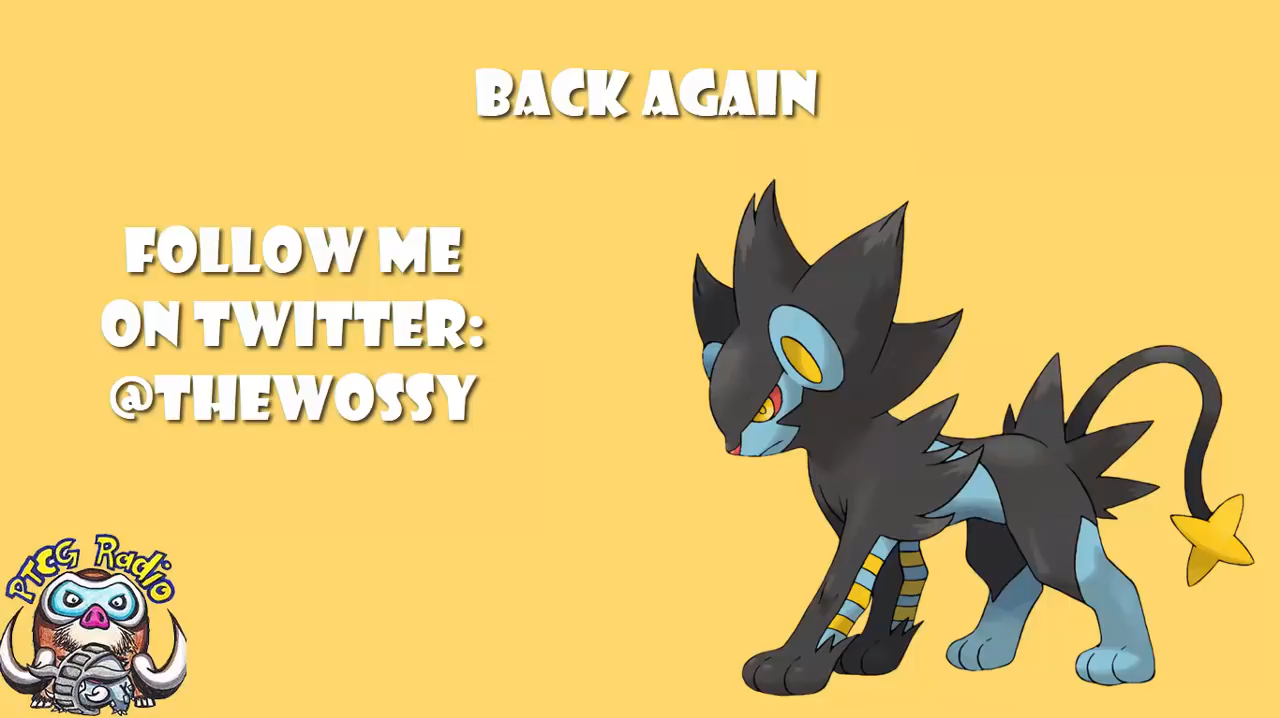 BACK AGAIN
FOLLOW ME
ON TWITTER:
@THEWOSSY
PTCG Radio